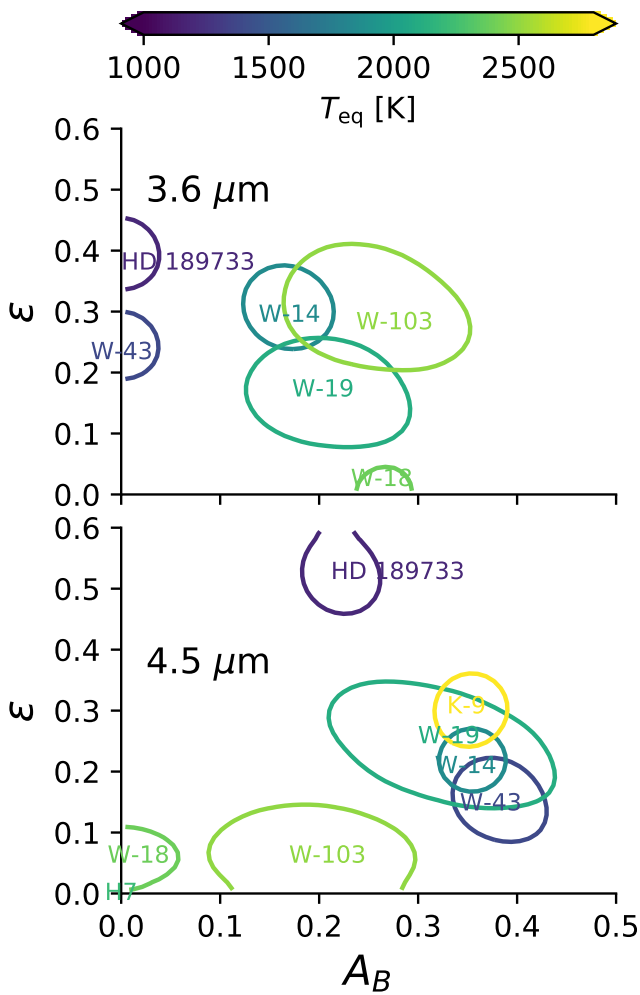 1000 1500 2000 2500
T_eq [K]
0.6
3.6 μm
0.5
0.4
HD 189733
0.3
W-14
W-103
ε
W-43
0.2
W-19
0.1
W-18
0.0
0.6
HD 189733
0.5
4.5 μm
0.4
K-9
0.3
W-19
ε
W-14
0.2
W-43
0.1
W-18
W-103
H7
0.0
0.0 0.1 0.2 0.3 0.4 0.5
A_B